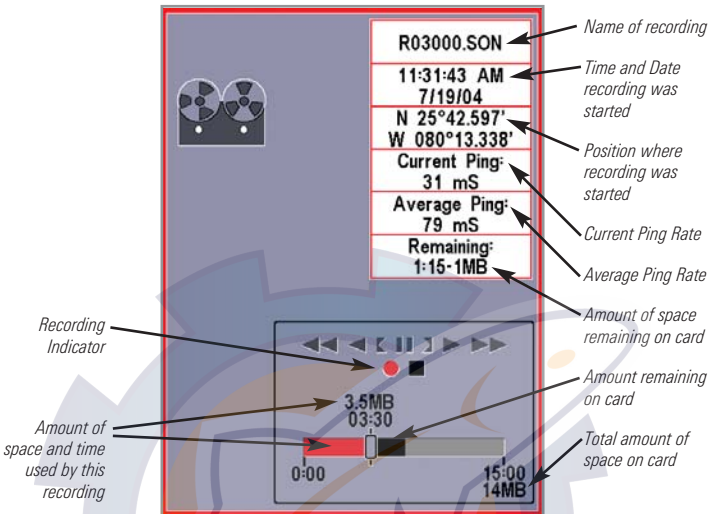 R03000.SON
11:31:43 AM
7/19/04
N 25°42.597'
W 080°13.338'
Current Ping:
31 mS
Average Ping:
79 mS
Remaining:
1:15-1MB
Name of recording
Time and Date
recording was
started
Position where
recording was
started
Current Ping Rate
Average Ping Rate
Amount of space
remaining on card
Recording
Indicator
3.5MB
03:30
Amount remaining
on card
Amount of
space and time
used by this
recording
Total amount of
space on card
0:00
15:00
14MB